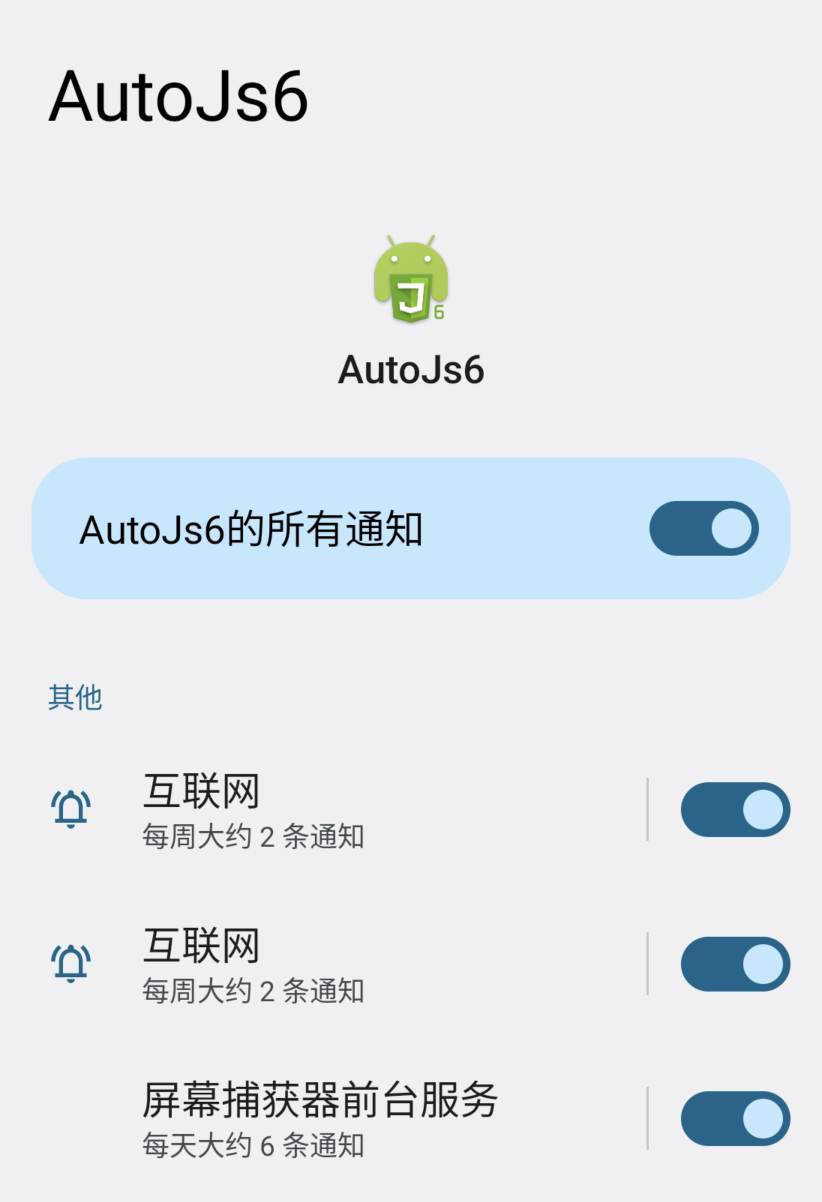 AutoJs6
J
6
AutoJs6
AutoJs6的所有通知
其他
互联网
每周大约 2 条通知
互联网
每周大约 2 条通知
屏幕捕获器前台服务
每天大约 6 条通知